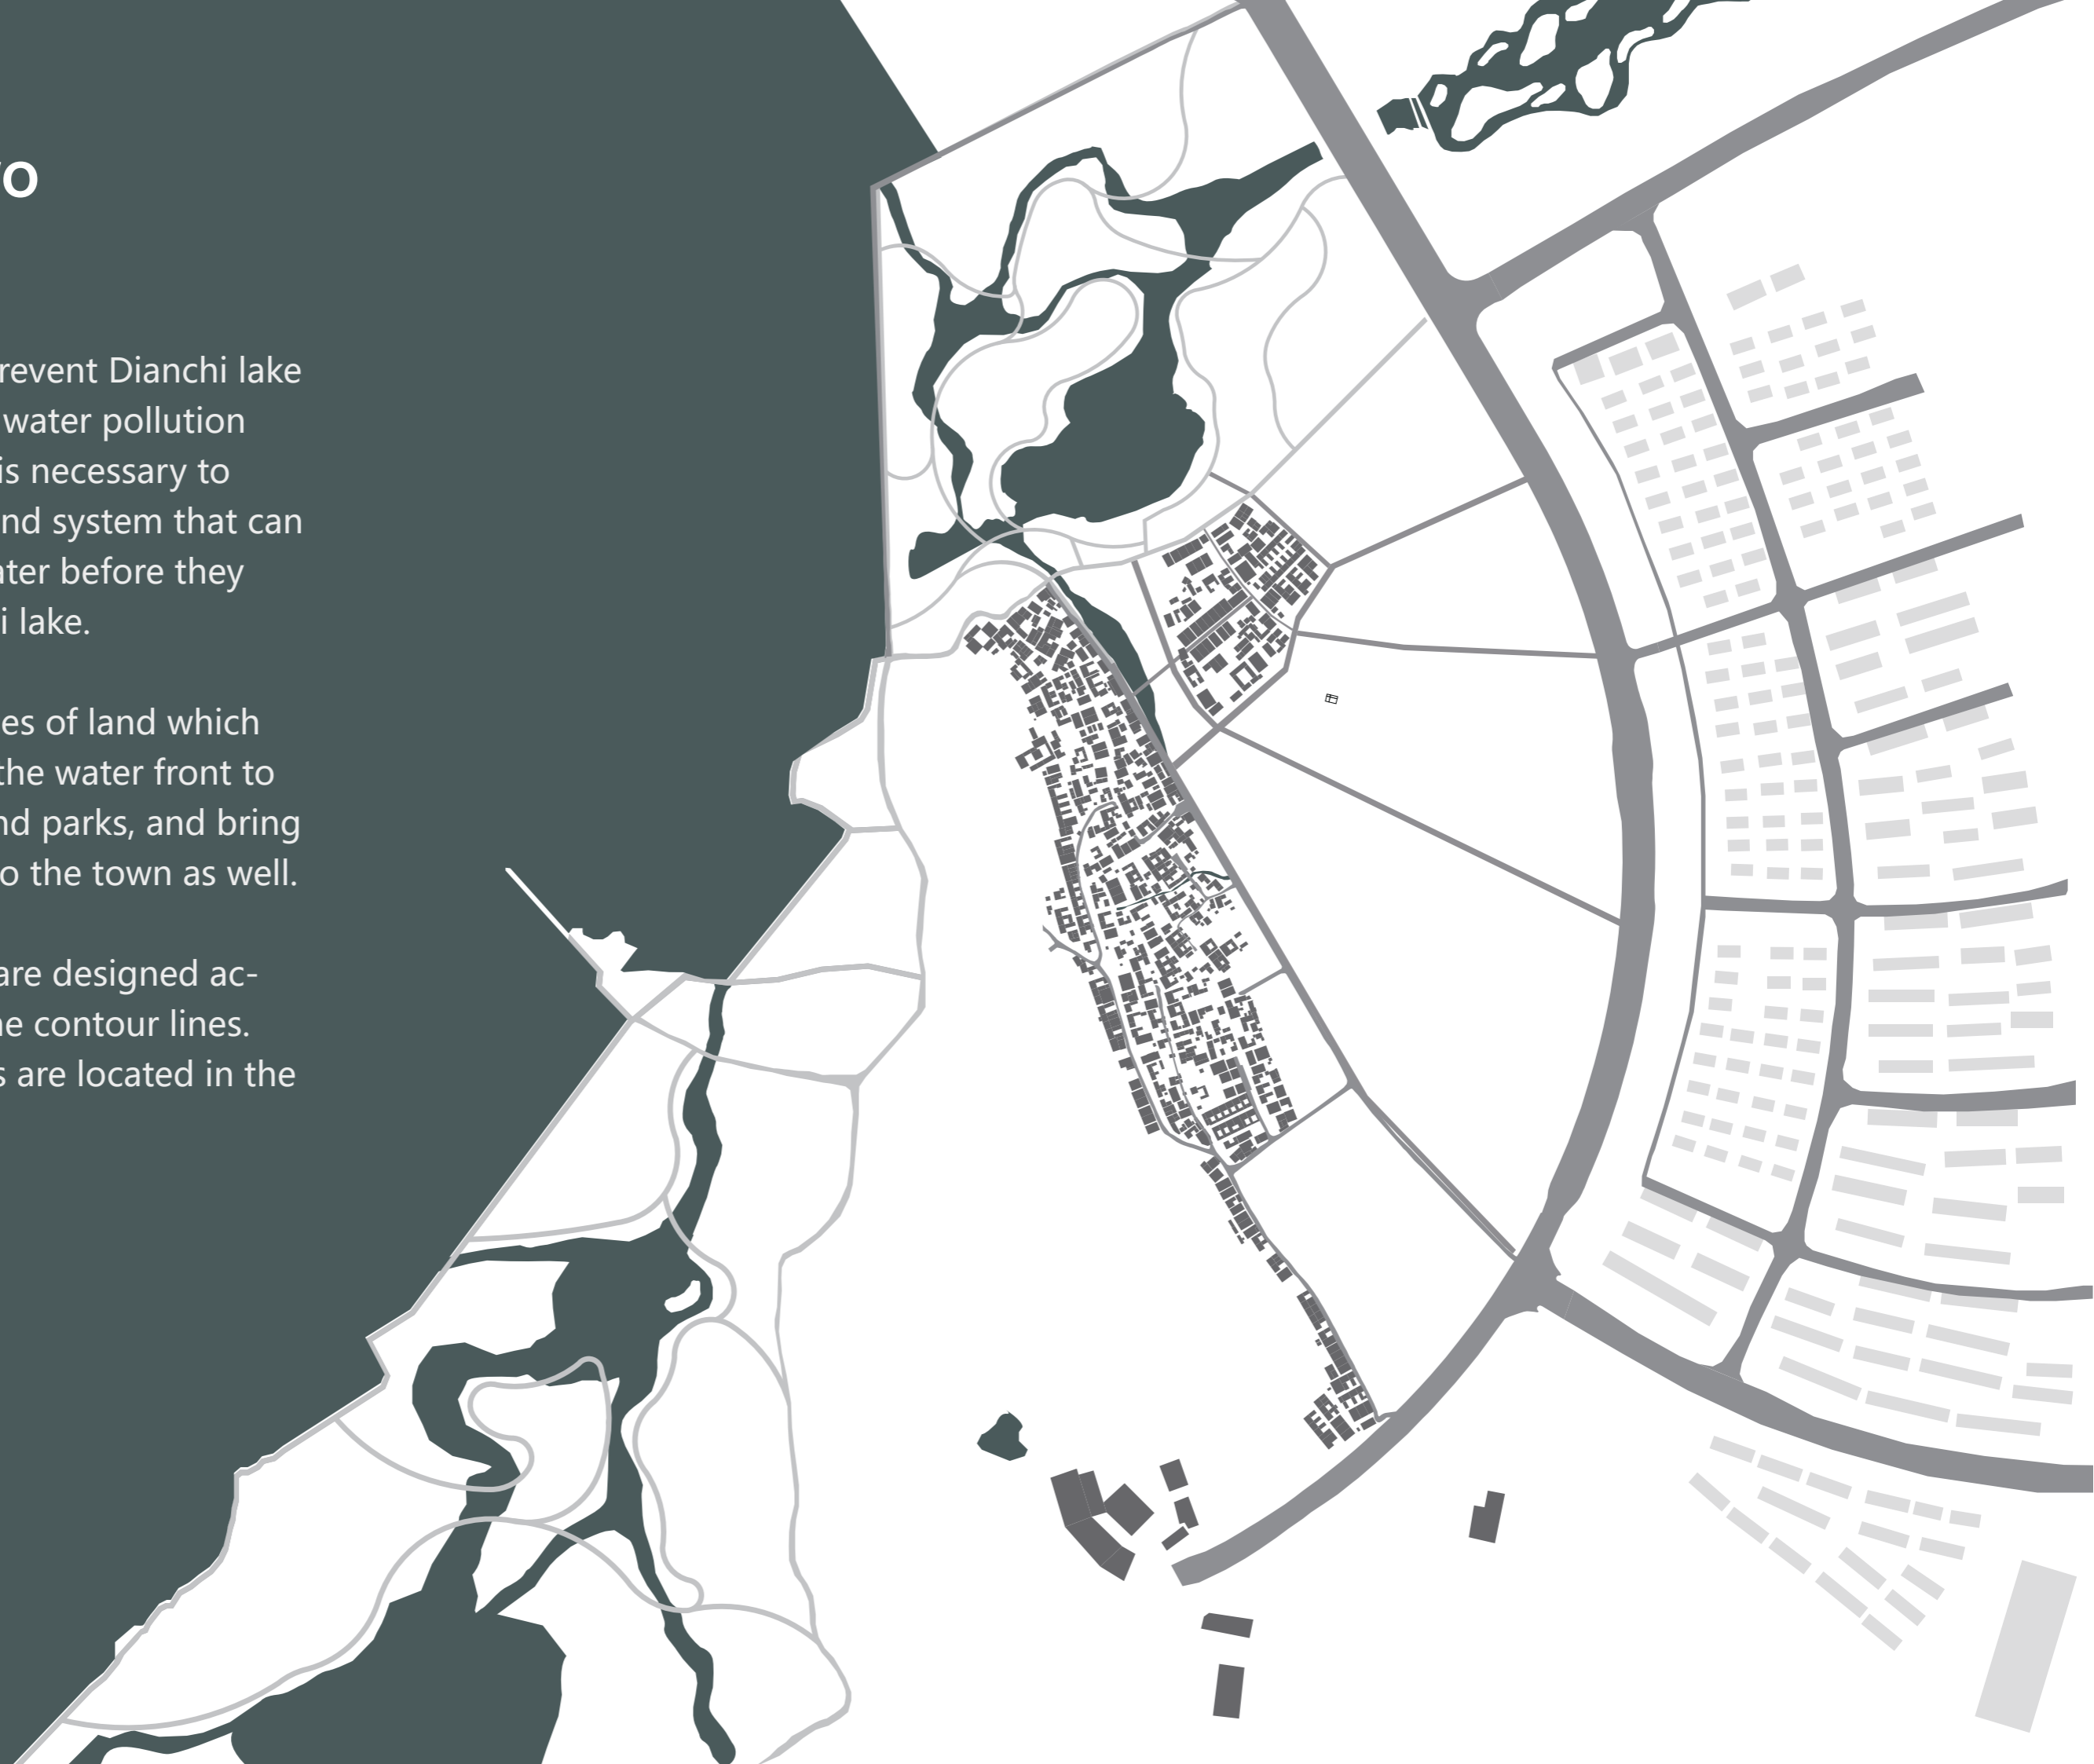 o
revent Dianchi lake
water pollution
is necessary to
nd system that can
ater before they
i lake.
es of land which
the water front to
nd parks, and bring
o the town as well.
are designed ac-
ne contour lines.
s are located in the